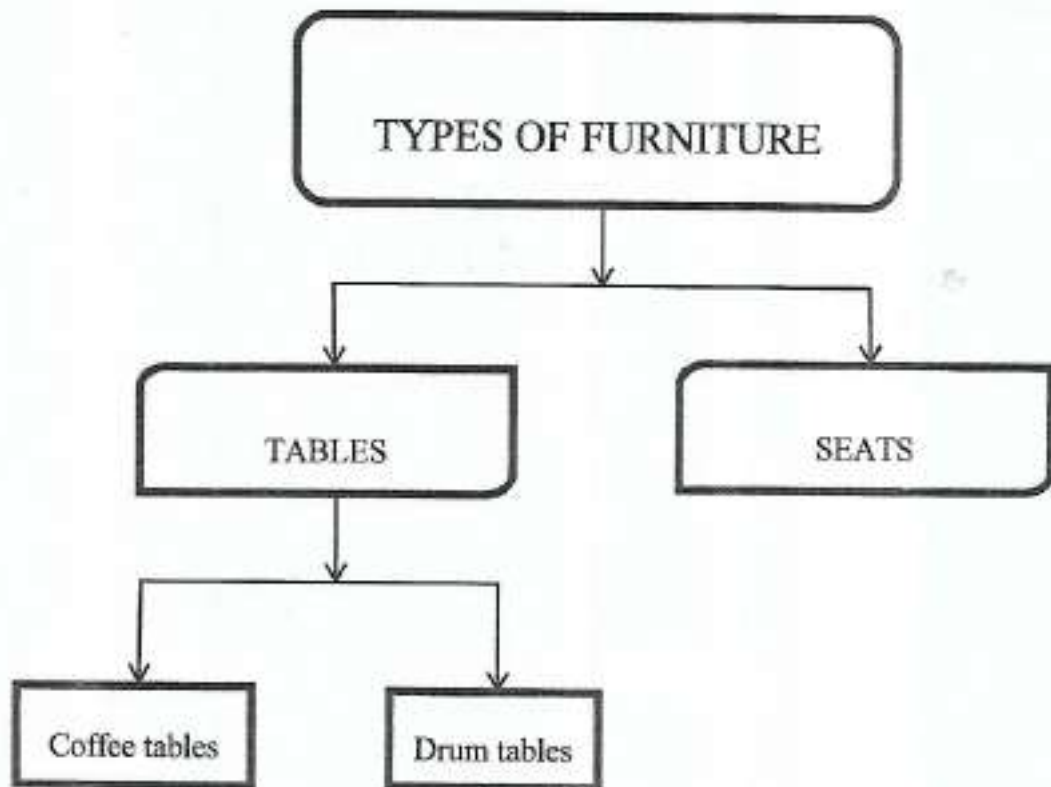 TYPES OF FURNITURE
TABLES
SEATS
Coffee tables
Drum tables